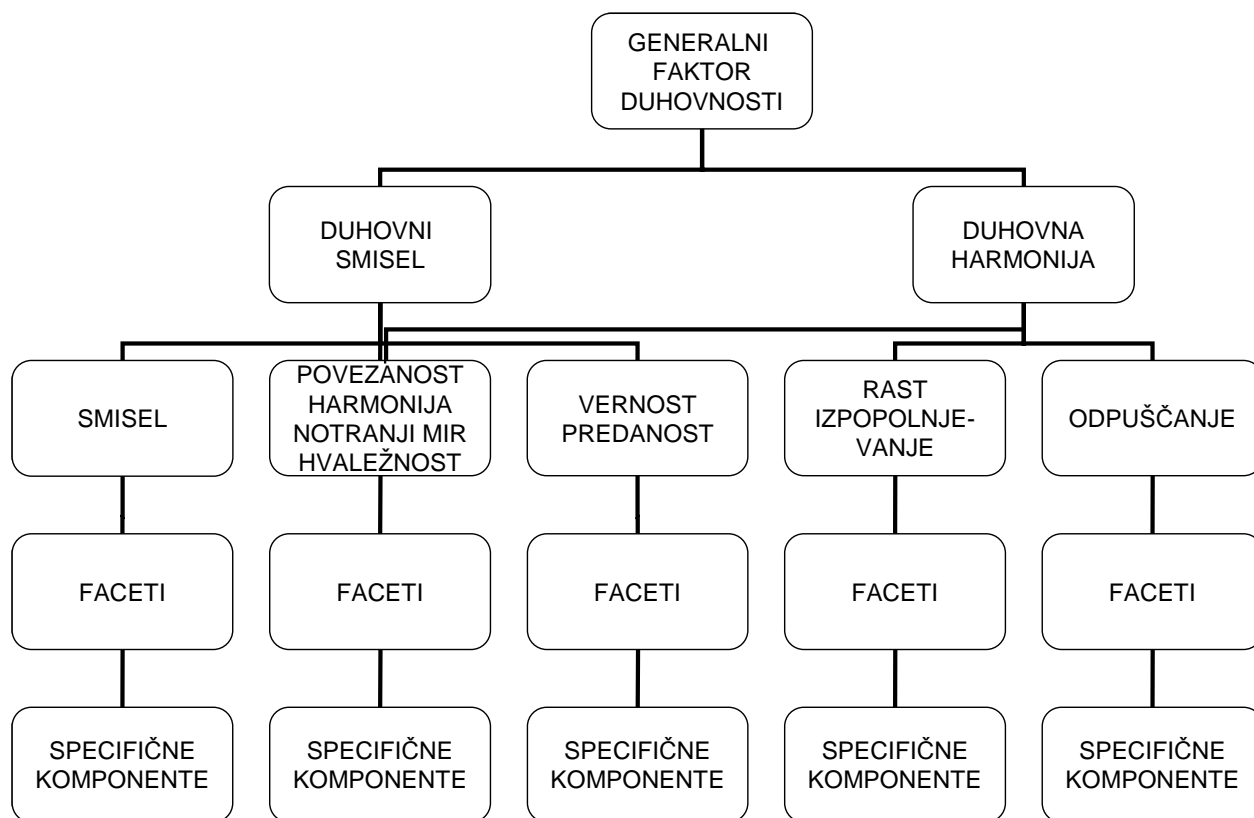 GENERALNI
FAKTOR
DUHOVNOSTI
DUHOVNI
SMISEL
DUHOVNA
HARMONIJA
SMISEL
POVEZANOST
HARMONIJA
NOTRANJI MIR
HVALEŽNOST
VERNOST
PREDANOST
RAST
IZPOPOLNJE-
VANJE
ODPUŠČANJE
FACETI
FACETI
FACETI
FACETI
FACETI
SPECIFIČNE
KOMPONENTE
SPECIFIČNE
KOMPONENTE
SPECIFIČNE
KOMPONENTE
SPECIFIČNE
KOMPONENTE
SPECIFIČNE
KOMPONENTE